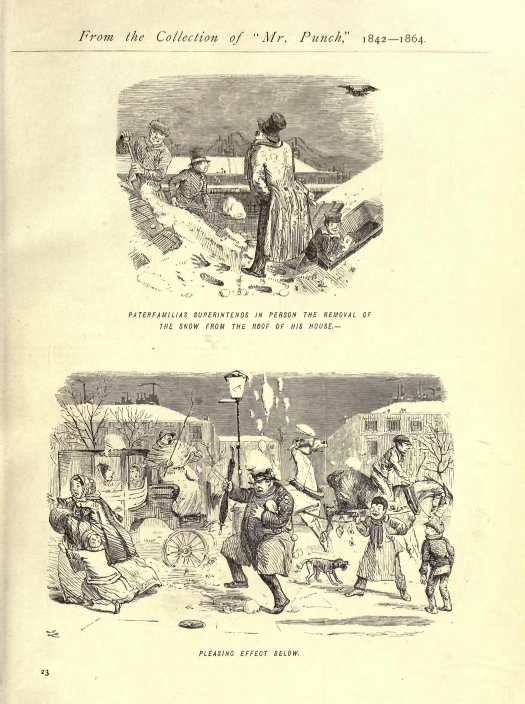 From the Collection of "Mr. Punch," 1842—1864.
PATERFAMILIAS SUPERINTENDS IN PERSON THE REMOVAL OF
THE SNOW FROM THE ROOF OF HIS HOUSE.—
PLEASING EFFECT BELOW.
23